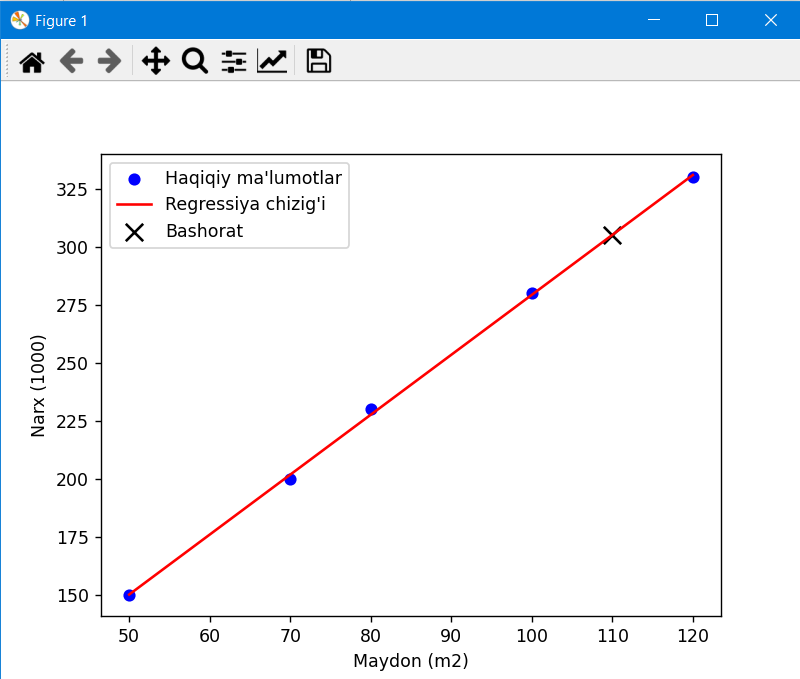 Figure 1
Haqiqiy ma'lumotlar
Regressiya chizig'i
Bashorat
325
300
275
250
225
200
175
150
Narx (1000)
50 60 70 80 90 100 110 120
Maydon (m2)